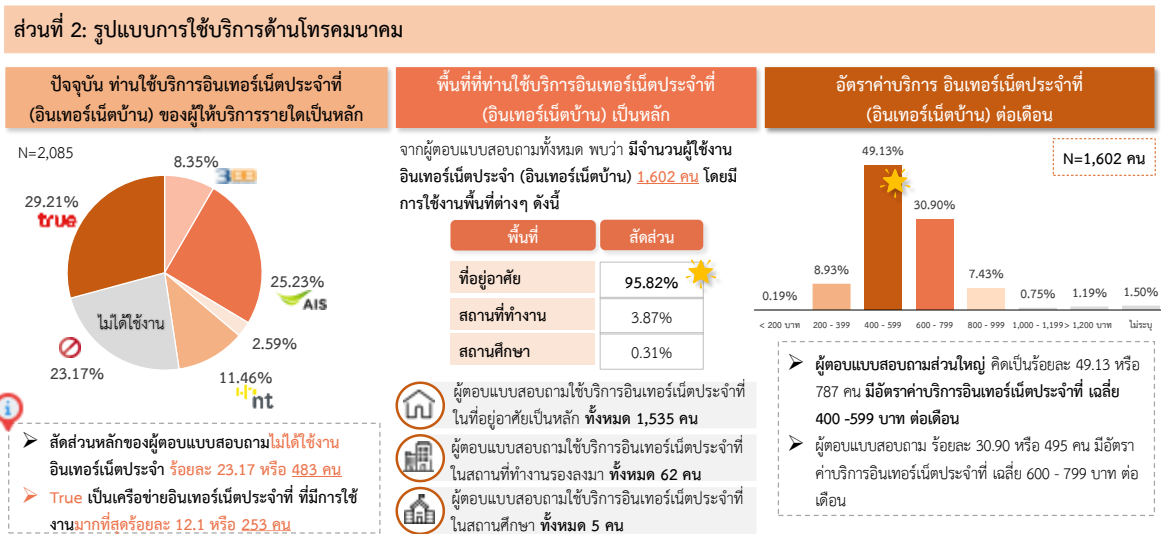 ส่วนที่ 2: รูปแบบการใช้บริการด้านโทรคมนาคม
ปัจจุบัน ท่านใช้บริการอินเทอร์เน็ตประจำที่
(อินเทอร์เน็ตบ้าน) ของผู้ให้บริการรายใดเป็นหลัก
N=2,085
8.35%
3BB
29.21%
true
25.23%
AIS
ไม่ได้ใช้งาน
2.59%
23.17%
11.46%
nt
สัดส่วนหลักของผู้ตอบแบบสอบถามไม่ได้ใช้งาน
อินเทอร์เน็ตประจำ ร้อยละ 23.17 หรือ 483 คน
True เป็นเครือข่ายอินเทอร์เน็ตประจำที่ ที่มีการใช้
งานมากที่สุดร้อยละ 12.1 หรือ 253 คน
พื้นที่ที่ท่านใช้บริการอินเทอร์เน็ตประจำที่
(อินเทอร์เน็ตบ้าน) เป็นหลัก
จากผู้ตอบแบบสอบถามทั้งหมด พบว่า มีจำนวนผู้ใช้งาน
อินเทอร์เน็ตประจำ (อินเทอร์เน็ตบ้าน) 1,602 คน โดยมี
การใช้งานพื้นที่ต่างๆ ดังนี้
พื้นที่ สัดส่วน
ที่อยู่อาศัย 95.82%
สถานที่ทำงาน 3.87%
สถานศึกษา 0.31%
ผู้ตอบแบบสอบถามใช้บริการอินเทอร์เน็ตประจำที่
ในที่อยู่อาศัยเป็นหลัก ทั้งหมด 1,535 คน
ผู้ตอบแบบสอบถามใช้บริการอินเทอร์เน็ตประจำที่
ในสถานที่ทำงานรองลงมา ทั้งหมด 62 คน
ผู้ตอบแบบสอบถามใช้บริการอินเทอร์เน็ตประจำที่
ในสถานศึกษา ทั้งหมด 5 คน
อัตราค่าบริการ อินเทอร์เน็ตประจำที่
(อินเทอร์เน็ตบ้าน) ต่อเดือน
N=1,602 คน
0.19% 8.93% 49.13% 30.90% 7.43% 0.75% 1.19% 1.50%
< 200 บาท 200 - 399 400 - 599 600 - 799 800 - 999 1,000 - 1,199 > 1,200 บาท ไม่ระบุ
ผู้ตอบแบบสอบถามส่วนใหญ่ คิดเป็นร้อยละ 49.13 หรือ
787 คน มีอัตราค่าบริการอินเทอร์เน็ตประจำที่ เฉลี่ย
400 -599 บาท ต่อเดือน
ผู้ตอบแบบสอบถาม ร้อยละ 30.90 หรือ 495 คน มีอัตรา
ค่าบริการอินเทอร์เน็ตประจำที่ เฉลี่ย 600 - 799 บาท ต่อ
เดือน